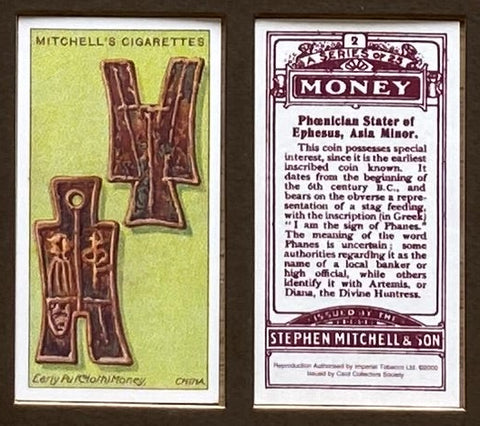 MITCHELL'S CIGARETTES
Early Pu
Money.
CHINA.
2
A SERIES OF 25
MONEY
Phœnician Stater of
Ephesus, Asia Minor.
This coin possesses special
interest, since it is the earliest
inscribed coin known. It
dates from the beginning of
the 6th century B.C., and
bears on the obverse a repre-
sentation of a stag feeding,
with the inscription (in Greek)
"I am the sign of Phanes."
The meaning of the word
Phanes is uncertain; some
authorities regarding it as the
name of a local banker or
high official, while others
identify it with Artemis, or
Diana, the Divine Huntress.
ISSUED BY THE
STEPHEN MITCHELL & SON
Reproduction Authorised by Imperial Tobacco Ltd. ©2000
Issued by Card Collectors Society